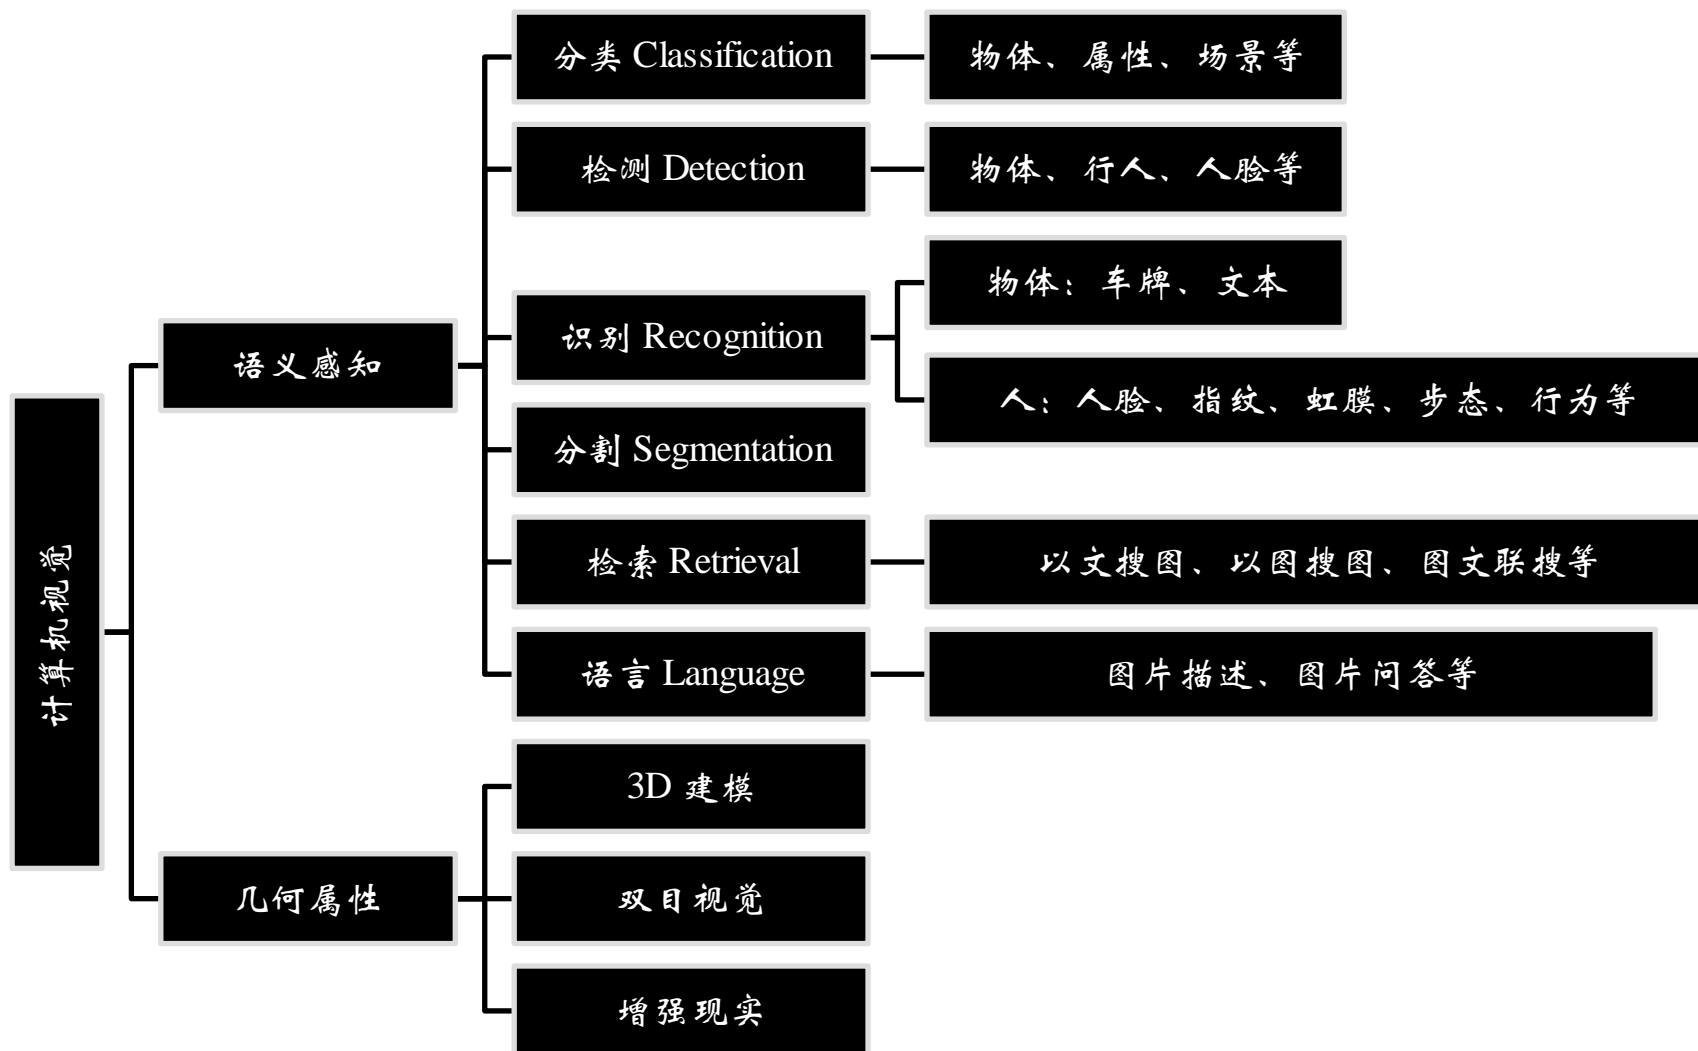 计算机视觉
语义感知
分类 Classification
物体、属性、场景等
检测 Detection
物体、行人、人脸等
识别 Recognition
物体：车牌、文本
人：人脸、指纹、虹膜、步态、行为等
分割 Segmentation
检索 Retrieval
以文搜图、以图搜图、图文联搜等
语言 Language
图片描述、图片问答等
几何属性
3D 建模
双目视觉
增强现实